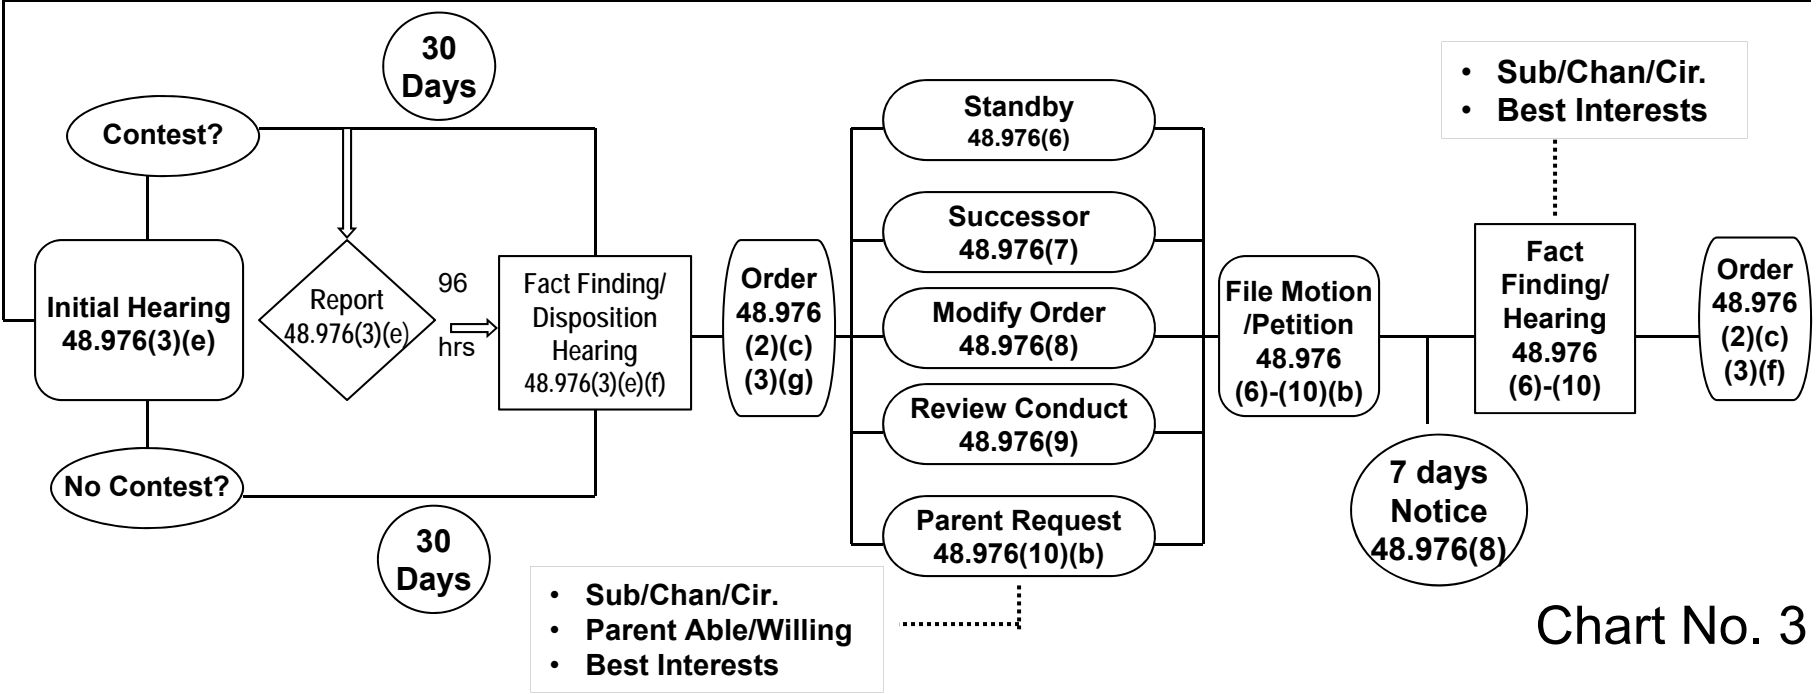 30
Days
Contest?
Initial Hearing
48.976(3)(e)
No Contest?
30
Days
Report
48.976(3)(e)
96
hrs
Fact Finding/
Disposition
Hearing
48.976(3)(e)(f)
Order
48.976
(2)(c)
(3)(g)
Standby
48.976(6)
Successor
48.976(7)
Modify Order
48.976(8)
Review Conduct
48.976(9)
Parent Request
48.976(10)(b)
• Sub/Chan/Cir.
• Parent Able/Willing
• Best Interests
File Motion
/Petition
48.976
(6)-(10)(b)
7 days
Notice
48.976(8)
• Sub/Chan/Cir.
• Best Interests
Fact
Finding/
Hearing
48.976
(6)-(10)
Order
48.976
(2)(c)
(3)(f)
Chart No. 3